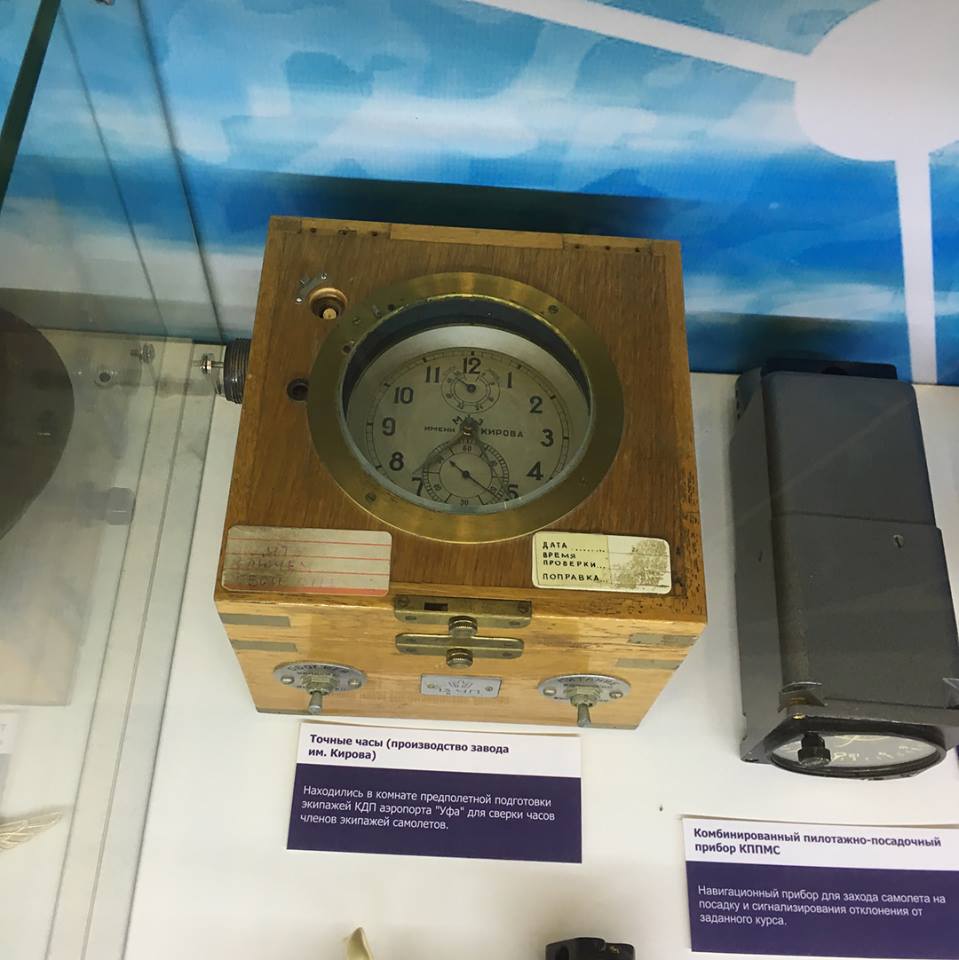 12
11 1
10 2
9 3
8 4
7 5
60
30
ИМЕНИ КИРОВА
ДАТА
ВРЕМЯ
ПРОВЕРКИ...
ПОПРАВКА...
Точные часы (производство завода
им. Кирова)
Находились в комнате предполетной подготовки
экипажей КДП аэропорта "Уфа" для сверки часов
членов экипажей самолетов.
Комбинированный пилотажно-посадочный
прибор КППМС
Навигационный прибор для захода самолета на
посадку и сигнализирования отклонения от
заданного курса.